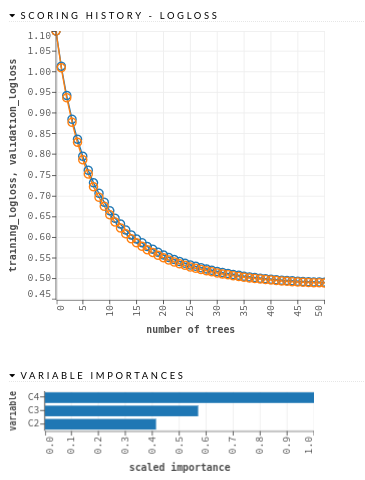 SCORING HISTORY - LOGLOSS
training_logloss, validation_logloss
1.10
1.05
1.00
0.95
0.90
0.85
0.80
0.75
0.70
0.65
0.60
0.55
0.50
0.45
0 5 10 15 20 25 30 35 40 45 50
number of trees
VARIABLE IMPORTANCES
variable
C4
C3
C2
0.0 0.1 0.2 0.3 0.4 0.5 0.6 0.7 0.8 0.9 1.0
scaled importance